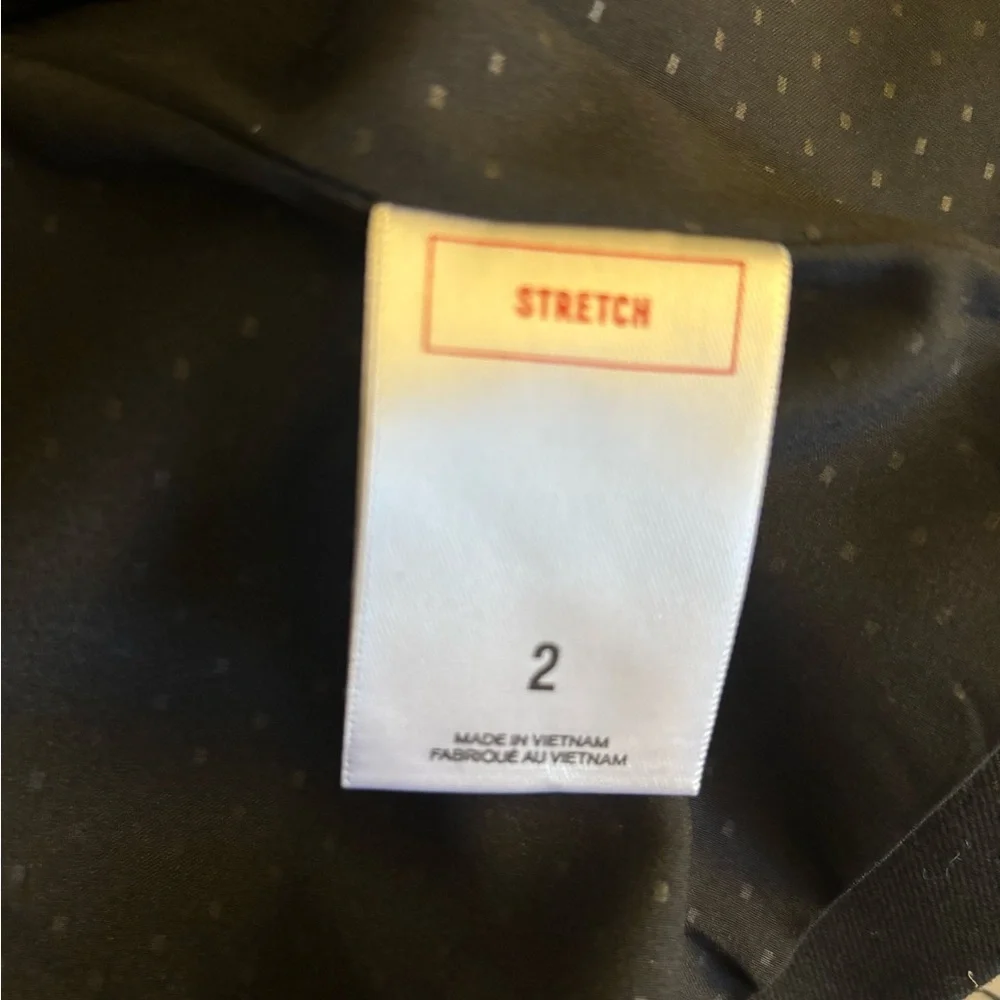 STRETCH
2
MADE IN VIETNAM
FABRIQUÉ AU VIETNAM